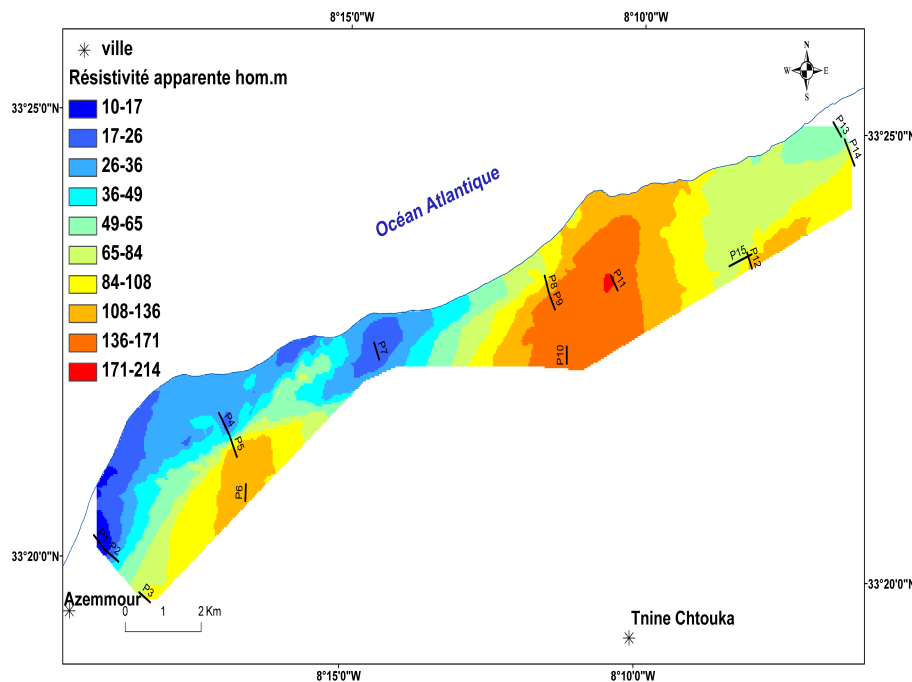 8°15'0"W
8°10'0"W
ville
Résistivité apparente hom.m
10-17
17-26
26-36
36-49
49-65
65-84
84-108
108-136
136-171
171-214
N
W
E
S
33°25'0"N
33°25'0"N
Océan Atlantique
P13
P14
P15
P12
P8
P9
P11
P10
P7
P4
P5
P6
P1
P2
P3
33°20'0"N
33°20'0"N
Azemmour
0 1 2 Km
Tnine Chtouka
8°15'0"W
8°10'0"W